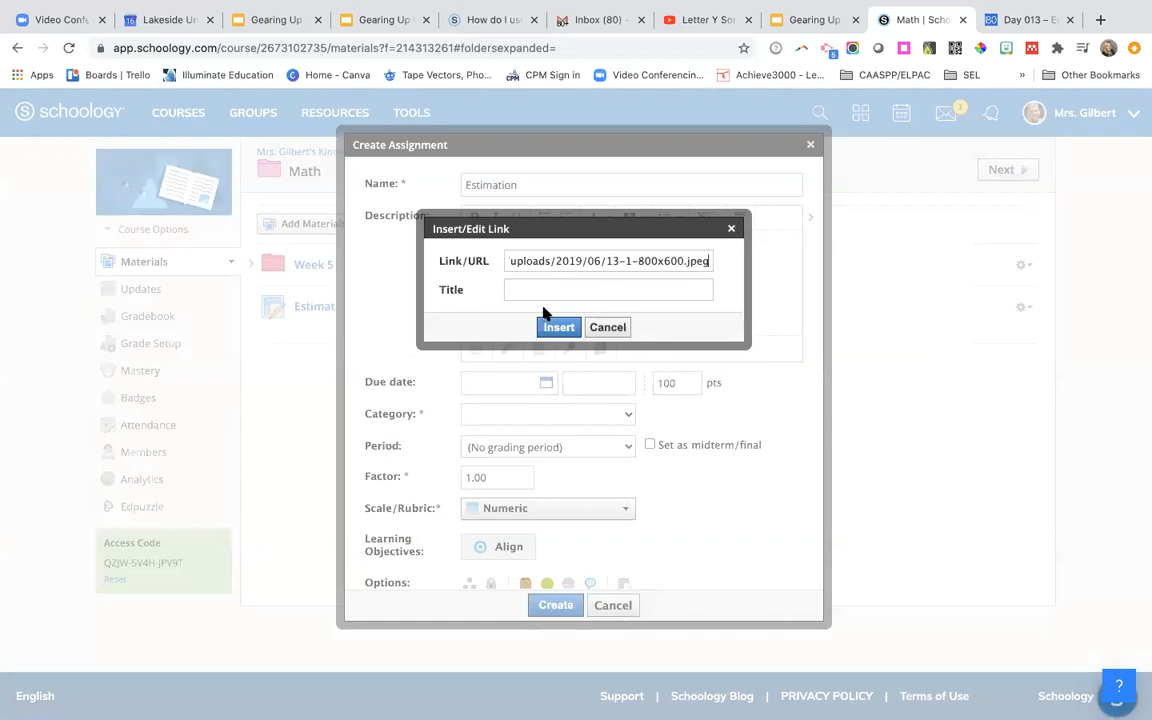 Video Conf
Lakeside Un
Gearing Up
Gearing Up
How do I us
Inbox (80) -
Letter Y So
Gearing Up
Math | Scho
Day 013 – E
app.schoology.com/course/2673102735/materials?f=214313261#foldersexpanded=
Apps
Boards | Trello
Illuminate Education
Home - Canva
Tape Vectors, Pho...
CPM Sign in
Video Conferencin...
Achieve3000 - Le...
CAASPP/ELPAC
SEL
»
Other Bookmarks
schoology
COURSES
GROUPS
RESOURCES
TOOLS
1
Mrs. Gilbert
Mrs. Gilbert's Kin
Math
Next
Course Options
Add Materials
Materials
Week 5
Updates
Estimat
Gradebook
Grade Setup
Mastery
Badges
Attendance
Members
Analytics
Edpuzzle
Access Code
QZJW-5V4H-JPV9T
Reset
Create Assignment
Name: *
Estimation
Description:
Insert/Edit Link
Link/URL
uploads/2019/06/13-1-800x600.jpeg
Title
Insert
Cancel
Due date:
100
pts
Category: *
Period:
(No grading period)
Set as midterm/final
Factor: *
1.00
Scale/Rubric:*
Numeric
Learning
Objectives:
Align
Options:
Create
Cancel
?
English
Support | Schoology Blog | PRIVACY POLICY | Terms of Use
Schoology